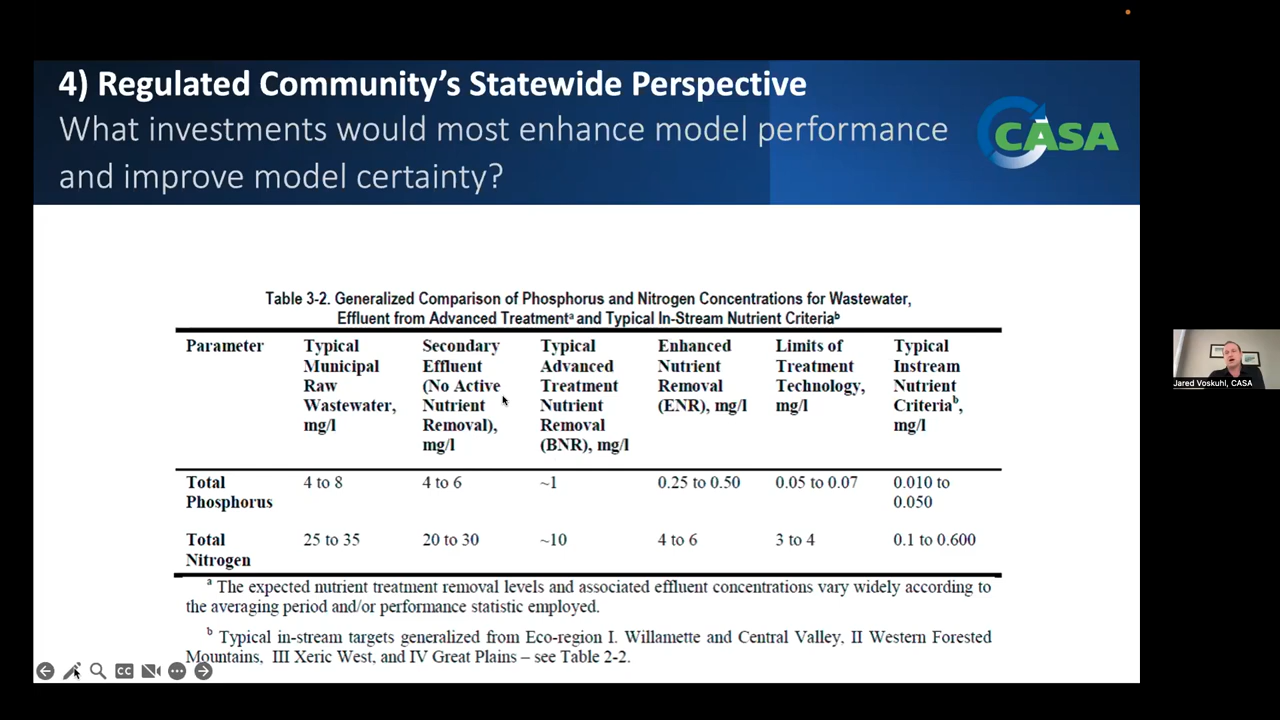 4) Regulated Community's Statewide Perspective
What investments would most enhance model performance
and improve model certainty?
CASA
Table 3-2. Generalized Comparison of Phosphorus and Nitrogen Concentrations for Wastewater,
Effluent from Advanced Treatmentᵃ and Typical In-Stream Nutrient Criteriaᵇ
Parameter
Typical
Municipal
Raw
Wastewater,
mg/l
Secondary
Effluent
(No Active
Nutrient
Removal),
mg/l
Typical
Advanced
Treatment
Nutrient
Removal
(BNR), mg/l
Enhanced
Nutrient
Removal
(ENR), mg/l
Limits of
Treatment
Technology,
mg/l
Typical
Instream
Nutrient
Criteriaᵇ,
mg/l
Total
Phosphorus
4 to 8
4 to 6
~1
0.25 to 0.50
0.05 to 0.07
0.010 to
0.050
Total
Nitrogen
25 to 35
20 to 30
~10
4 to 6
3 to 4
0.1 to 0.600
ᵃ The expected nutrient treatment removal levels and associated effluent concentrations vary widely according to
the averaging period and/or performance statistic employed.
ᵇ Typical in-stream targets generalized from Eco-region I. Willamette and Central Valley, II Western Forested
Mountains, III Xeric West, and IV Great Plains – see Table 2-2.
CC
Jared Voskuhl, CASA